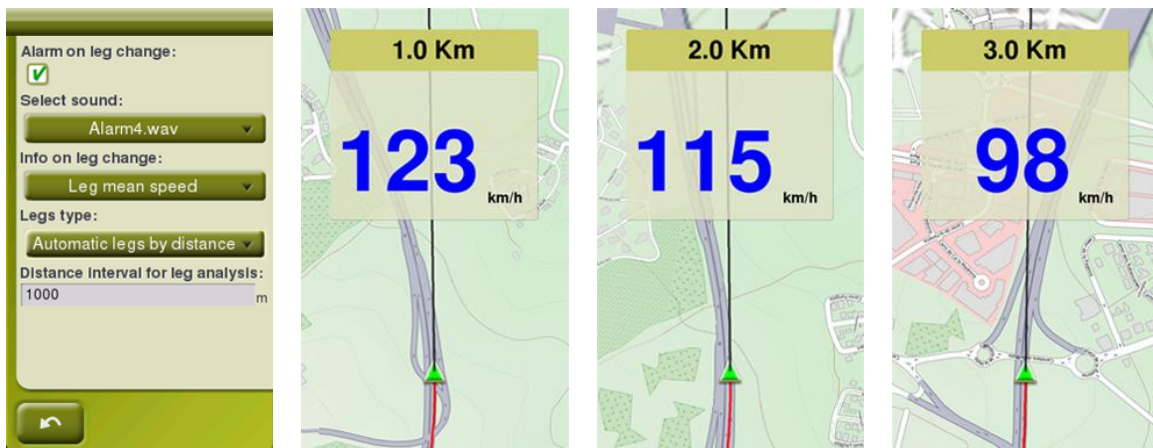 Alarm on leg change:
Select sound:
Alarm4.wav
Info on leg change:
Leg mean speed
Legs type:
Automatic legs by distance
Distance interval for leg analysis:
1000
m
1.0 Km
123
km/h
2.0 Km
115
km/h
3.0 Km
98
km/h